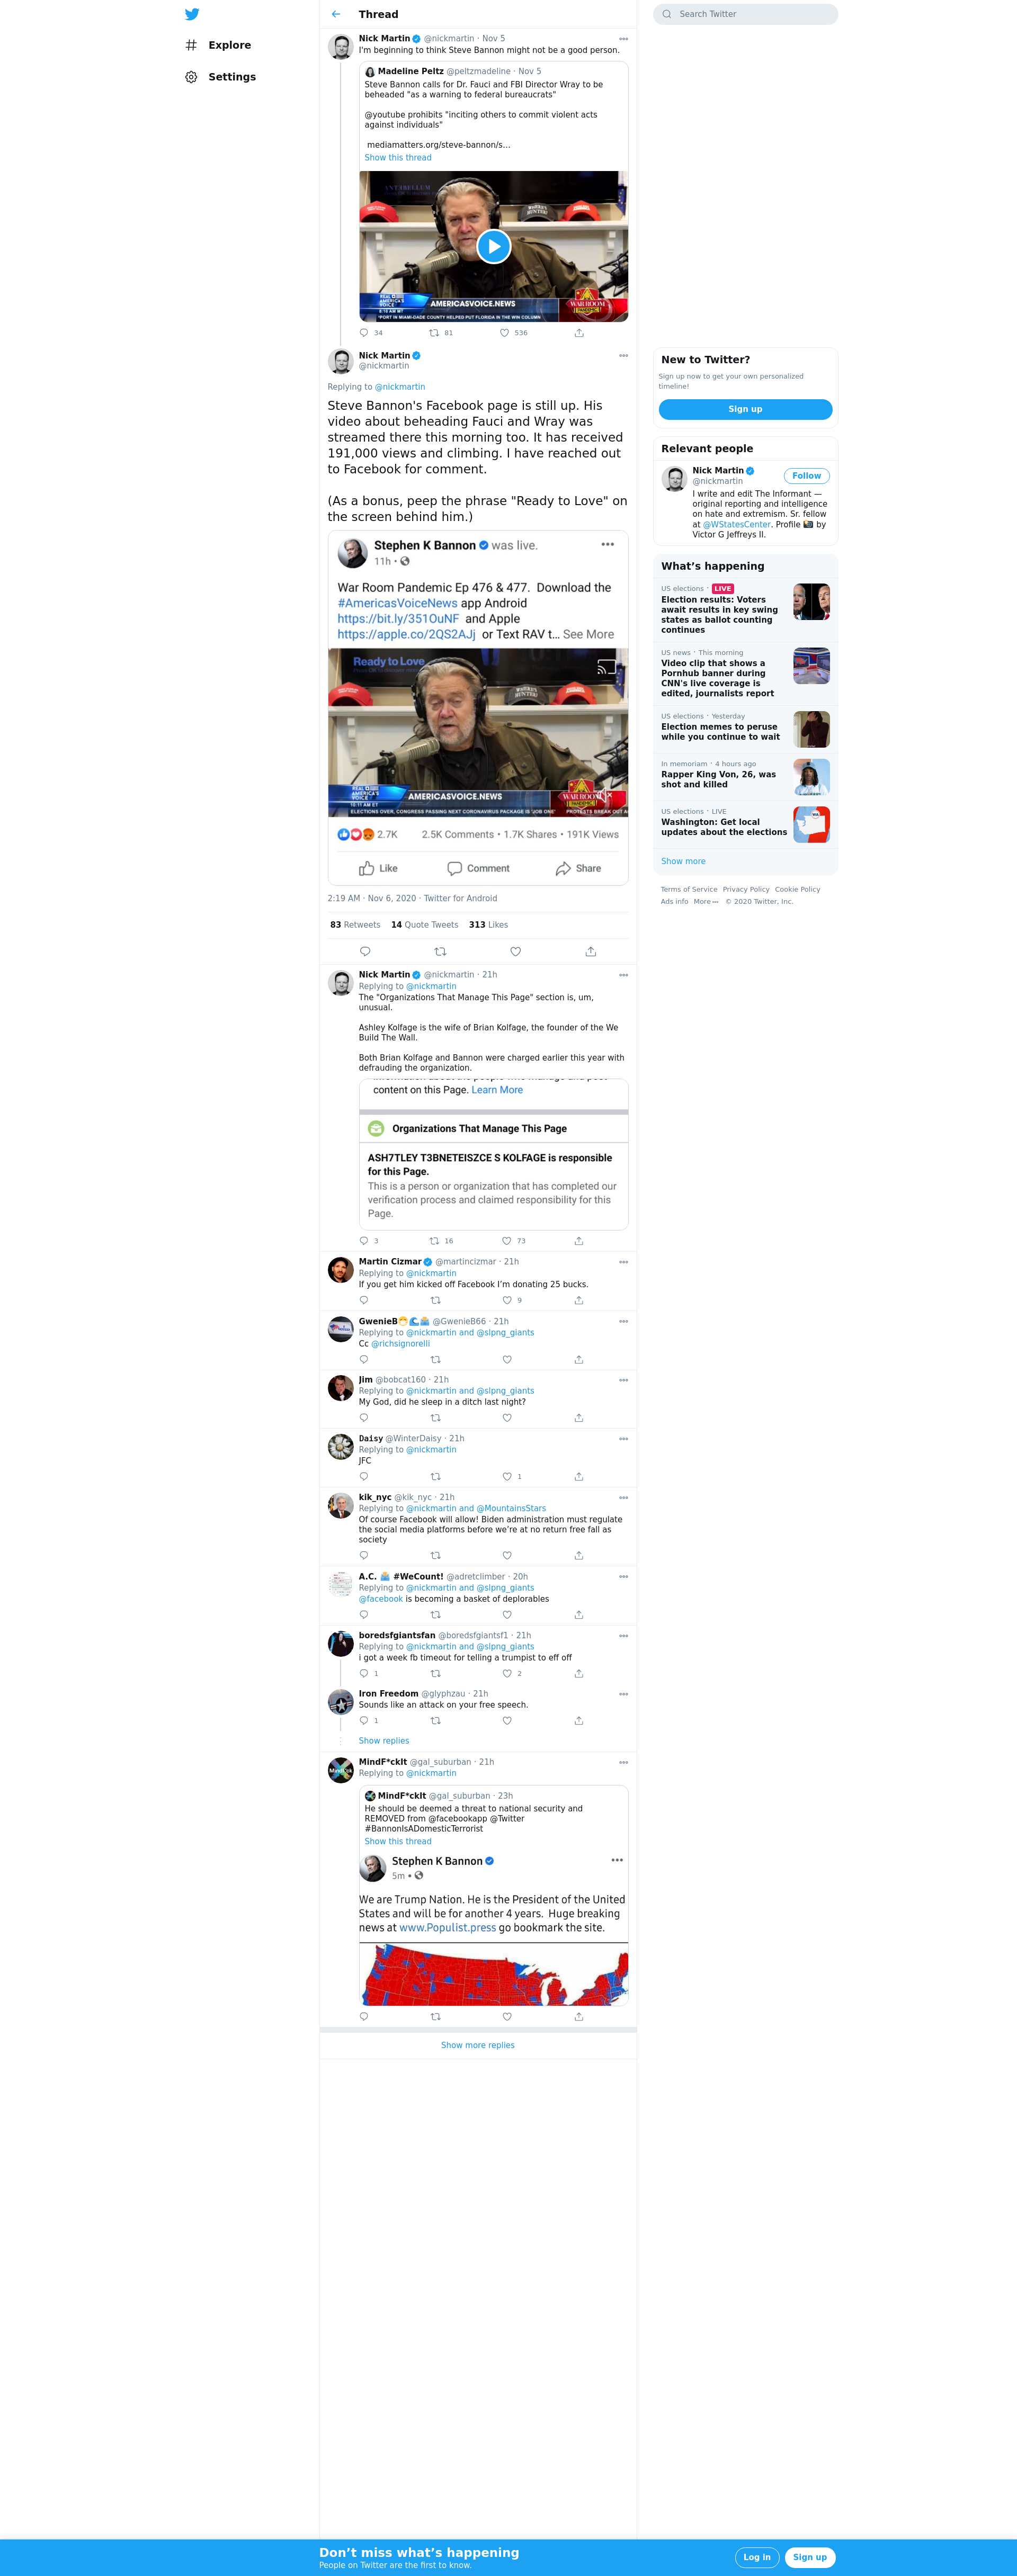 Explore
Settings
Thread
Nick Martin @nickmartin · Nov 5
I'm beginning to think Steve Bannon might not be a good person.
Madeline Peltz @peltzmadeline · Nov 5
Steve Bannon calls for Dr. Fauci and FBI Director Wray to be
beheaded "as a warning to federal bureaucrats"
@youtube prohibits "inciting others to commit violent acts
against individuals"
mediamatters.org/steve-bannon/s…
Show this thread
REAL AMERICA'S VOICE
AMERICASVOICE.NEWS
WAR ROOM
PANDEMIC
34 81 536
Nick Martin
@nickmartin
Replying to @nickmartin
Steve Bannon's Facebook page is still up. His
video about beheading Fauci and Wray was
streamed there this morning too. It has received
191,000 views and climbing. I have reached out
to Facebook for comment.
(As a bonus, peep the phrase "Ready to Love" on
the screen behind him.)
Stephen K Bannon was live.
11h
War Room Pandemic Ep 476 & 477. Download the
#AmericasVoiceNews app Android
https://bit.ly/351OuNF and Apple
https://apple.co/2QS2AJj or Text RAV t... See More
Ready to Love
REAL AMERICA'S VOICE
AMERICASVOICE.NEWS
WAR ROOM
PANDEMIC
10:11 AM ET
ELECTIONS OVER, CONGRESS PASSING NEXT CORONAVIRUS PACKAGE IS 'JOB ONE' PROTESTS BREAK OUT A
2.7K 2.5K Comments • 1.7K Shares • 191K Views
Like Comment Share
2:19 AM · Nov 6, 2020 · Twitter for Android
83 Retweets 14 Quote Tweets 313 Likes
Nick Martin @nickmartin · 21h
Replying to @nickmartin
The "Organizations That Manage This Page" section is, um,
unusual.
Ashley Kolfage is the wife of Brian Kolfage, the founder of the We
Build The Wall.
Both Brian Kolfage and Bannon were charged earlier this year with
defrauding the organization.
content on this Page. Learn More
Organizations That Manage This Page
ASH7TLEY T3BNETEISZCE S KOLFAGE is responsible
for this Page.
This is a person or organization that has completed our
verification process and claimed responsibility for this
Page.
3 16 73
Martin Cizmar @martincizmar · 21h
Replying to @nickmartin
If you get him kicked off Facebook I'm donating 25 bucks.
9
GwenieB😷🌊🗳 @GwenieB66 · 21h
Replying to @nickmartin and @slpng_giants
Cc @richsignorelli
Jim @bobcat160 · 21h
Replying to @nickmartin and @slpng_giants
My God, did he sleep in a ditch last night?
Daisy @WinterDaisy · 21h
Replying to @nickmartin
JFC
1
kik_nyc @kik_nyc · 21h
Replying to @nickmartin and @MountainsStars
Of course Facebook will allow! Biden administration must regulate
the social media platforms before we're at no return free fall as
society
A.C. #WeCount! @adretclimber · 20h
Replying to @nickmartin and @slpng_giants
@facebook is becoming a basket of deplorables
boredsfgiantsfan @boredsfgiantsf1 · 21h
Replying to @nickmartin and @slpng_giants
i got a week fb timeout for telling a trumpist to eff off
1 2
Iron Freedom @glyphzau · 21h
Sounds like an attack on your free speech.
1
Show replies
MindF*ckIt @gal_suburban · 21h
Replying to @nickmartin
MindF*ckIt @gal_suburban · 23h
He should be deemed a threat to national security and
REMOVED from @facebookapp @Twitter
#BannonIsADomesticTerrorist
Show this thread
Stephen K Bannon
5m
We are Trump Nation. He is the President of the United
States and will be for another 4 years. Huge breaking
news at www.Populist.press go bookmark the site.
Show more replies
Search Twitter
New to Twitter?
Sign up now to get your own personalized
timeline!
Sign up
Relevant people
Nick Martin
@nickmartin
Follow
I write and edit The Informant —
original reporting and intelligence
on hate and extremism. Sr. fellow
at @WStatesCenter. Profile 📸 by
Victor G Jeffreys II.
What's happening
US elections · LIVE
Election results: Voters
await results in key swing
states as ballot counting
continues
US news · This morning
Video clip that shows a
Pornhub banner during
CNN's live coverage is
edited, journalists report
US elections · Yesterday
Election memes to peruse
while you continue to wait
In memoriam · 4 hours ago
Rapper King Von, 26, was
shot and killed
US elections · LIVE
Washington: Get local
updates about the elections
Show more
Terms of Service Privacy Policy Cookie Policy
Ads info More © 2020 Twitter, Inc.
Don't miss what's happening
People on Twitter are the first to know.
Log in
Sign up